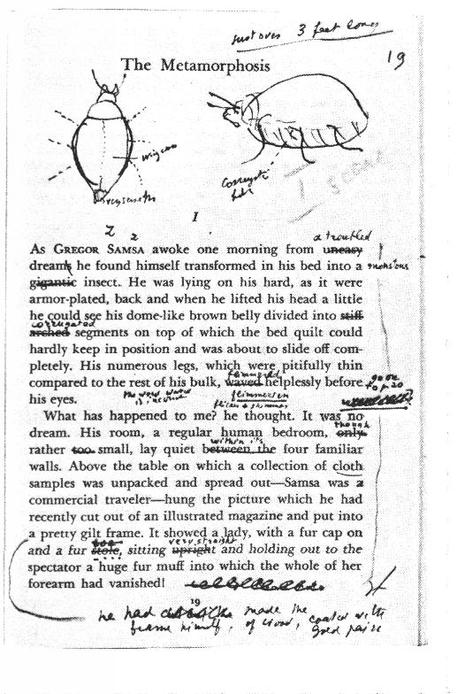 just over 3 feet long
19
The Metamorphosis
wing case
corrugated
I
a troubled
AS GREGOR SAMSA awoke one morning from uneasy
dreams he found himself transformed in his bed into a monstrous
gigantic insect. He was lying on his hard, as it were
armor-plated, back and when he lifted his head a little
he could see his dome-like brown belly divided into stiff
corrugated
arched segments on top of which the bed quilt could
hardly keep in position and was about to slide off com-
pletely. His numerous legs, which were pitifully thin
flimmered
compared to the rest of his bulk, waved helplessly before
his eyes.
flimmern
What has happened to me? he thought. It was no
dream. His room, a regular human bedroom, only
though
within its
rather too small, lay quiet between the four familiar
walls. Above the table on which a collection of cloth
samples was unpacked and spread out—Samsa was a
commercial traveler—hung the picture which he had
recently cut out of an illustrated magazine and put into
a pretty gilt frame. It showed a lady, with a fur cap on
boa very straight
and a fur stole, sitting upright and holding out to the
spectator a huge fur muff into which the whole of her
forearm had vanished!
19
he had made the
frame himself, of wood, coated with
gold